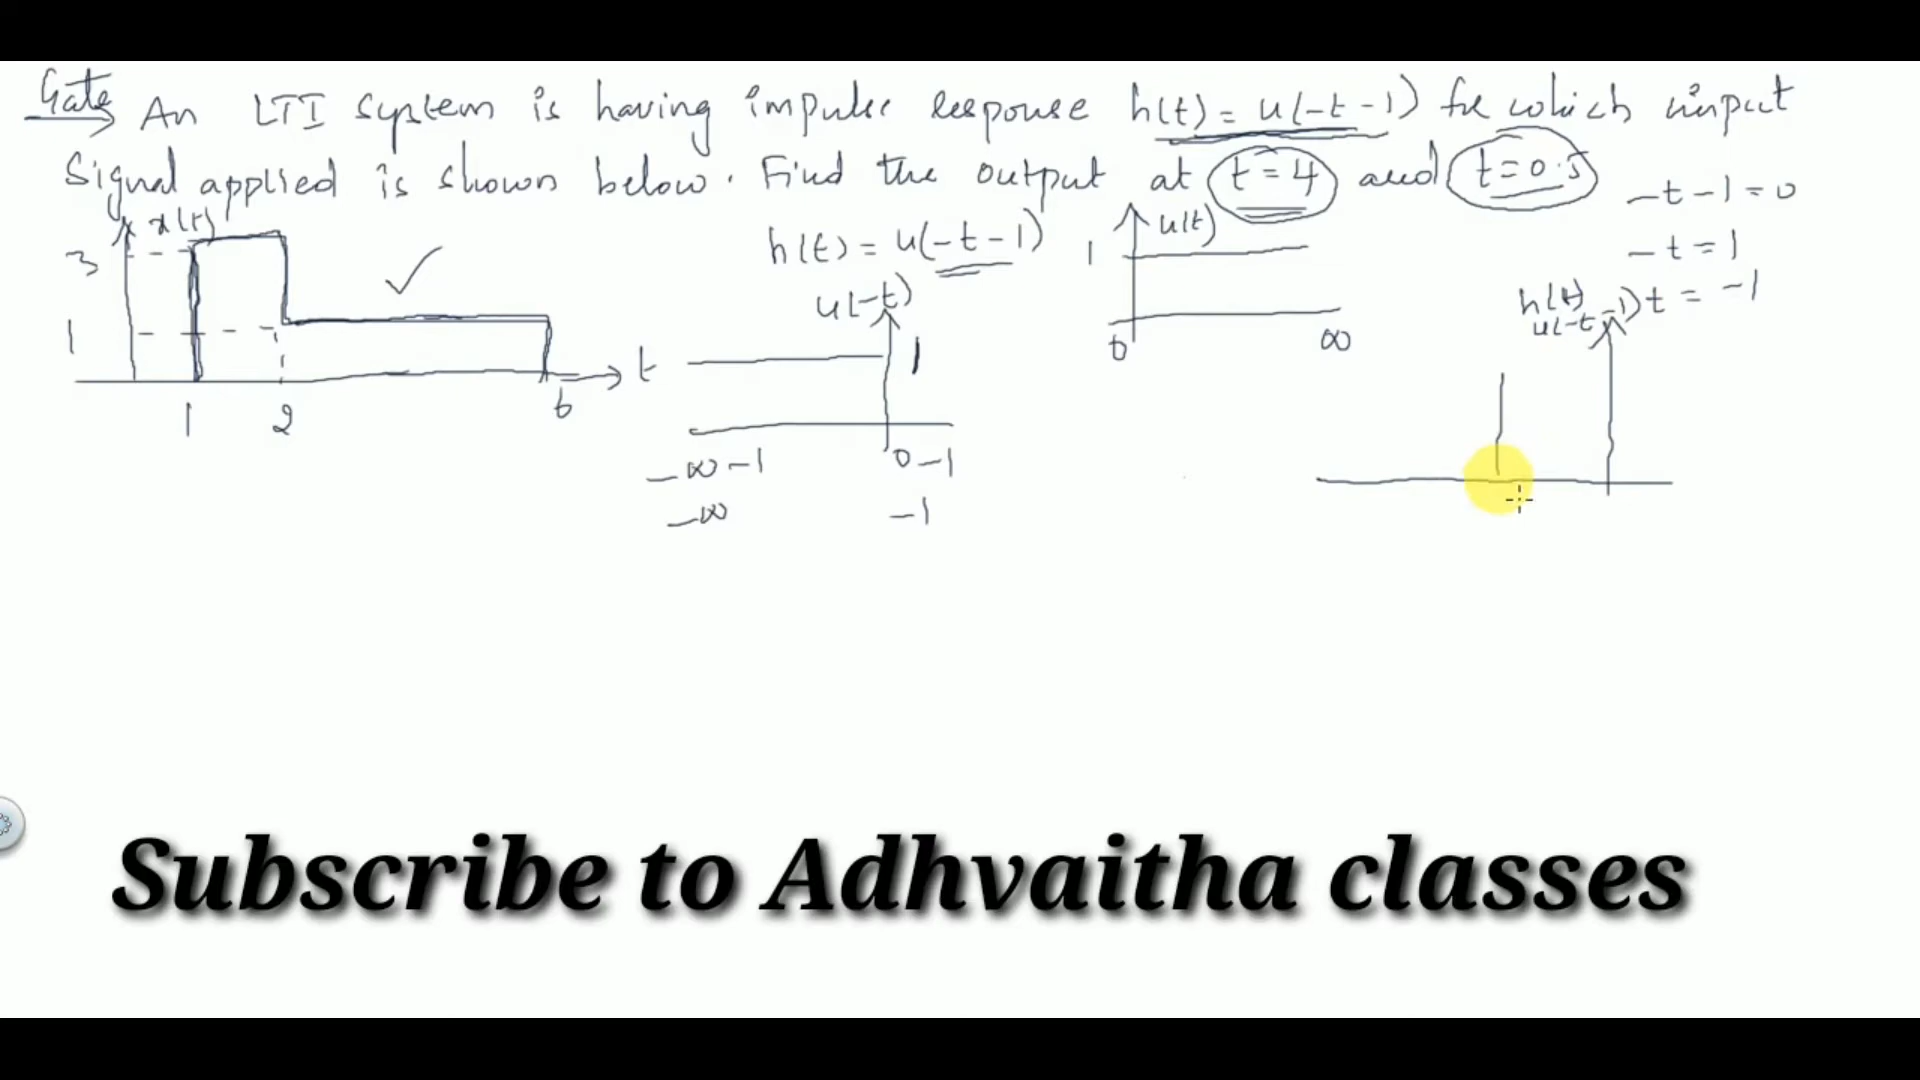 Gate An LTI system is having impulse response h(t) = u(-t-1) for which input
Signal applied is shown below. Find the output at t=4 and t=0.5
x(t)
3
1
t
1 2 6
h(t) = u(-t-1)
u(-t)
1
-∞-1 0-1
-∞ -1
u(t)
1
0 ∞
-t-1=0
-t=1
t = -1
h(t)
u(-t-1)
Subscribe to Adhvaitha classes